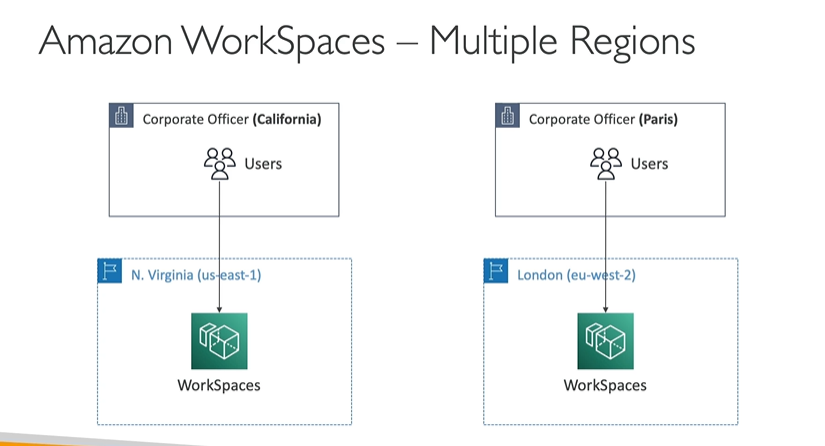 Amazon WorkSpaces – Multiple Regions
Corporate Officer (California)
Users
N. Virginia (us-east-1)
WorkSpaces
Corporate Officer (Paris)
Users
London (eu-west-2)
WorkSpaces